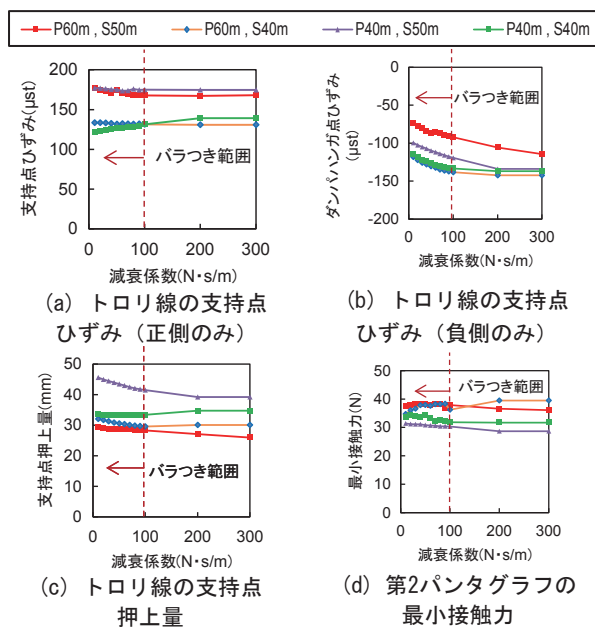 P60m , S50m P60m , S40m P40m , S50m P40m , S40m
200
150
100
50
0
支持点ひずみ(μst)
バラつき範囲
0 100 200 300
減衰係数(N・s/m)
(a) トロリ線の支持点
ひずみ（正側のみ）
0
-50
-100
-150
-200
ダンパハンガ点ひずみ
(μst)
バラつき範囲
0 100 200 300
減衰係数(N・s/m)
(b) トロリ線の支持点
ひずみ（負側のみ）
50
40
30
20
10
0
支持点押上量(mm)
バラつき範囲
0 100 200 300
減衰係数(N・s/m)
(c) トロリ線の支持点
押上量
50
40
30
20
10
0
最小接触力(N)
バラつき範囲
0 100 200 300
減衰係数(N・s/m)
(d) 第2パンタグラフの
最小接触力